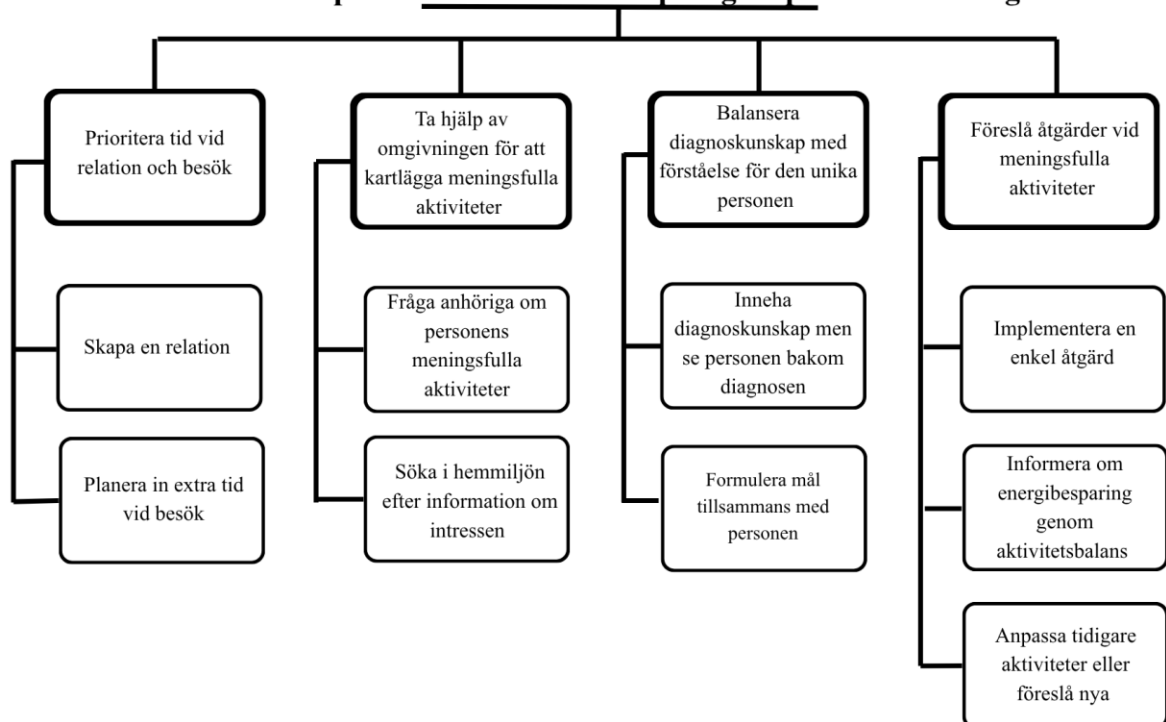 Prioritera tid vid
relation och besök
Skapa en relation
Planera in extra tid
vid besök
Ta hjälp av
omgivningen för att
kartlägga meningsfulla
aktiviteter
Fråga anhöriga om
personens
meningsfulla
aktiviteter
Söka i hemmiljön
efter information om
intressen
Balansera
diagnoskunskap med
förståelse för den unika
personen
Inneha
diagnoskunskap men
se personen bakom
diagnosen
Formulera mål
tillsammans med
personen
Föreslå åtgärder vid
meningsfulla
aktiviteter
Implementera en
enkel åtgärd
Informera om
energibesparing
genom
aktivitetsbalans
Anpassa tidigare
aktiviteter eller
föreslå nya